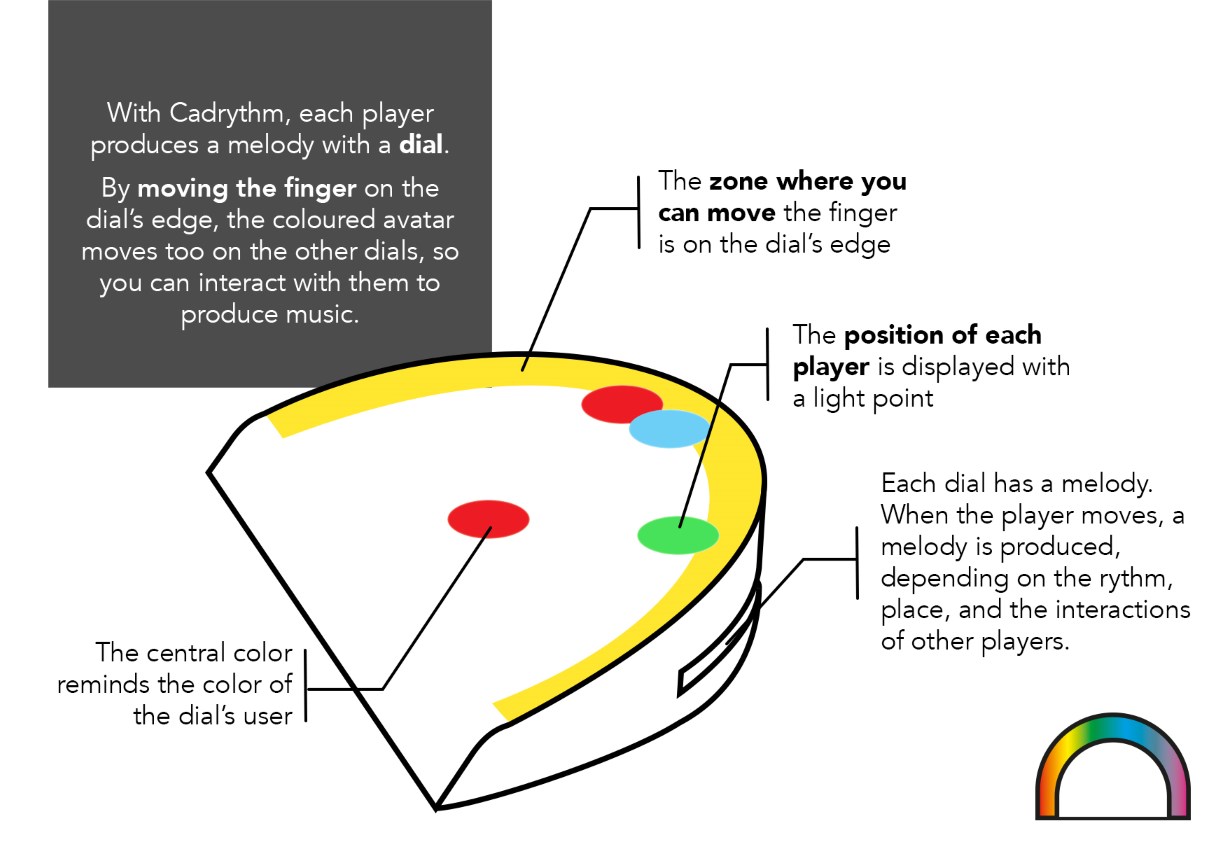 With Cadrythm, each player
produces a melody with a dial.
By moving the finger on the
dial's edge, the coloured avatar
moves too on the other dials, so
you can interact with them to
produce music.
The zone where you
can move the finger
is on the dial's edge
The position of each
player is displayed with
a light point
Each dial has a melody.
When the player moves, a
melody is produced,
depending on the rythm,
place, and the interactions
of other players.
The central color
reminds the color of
the dial's user